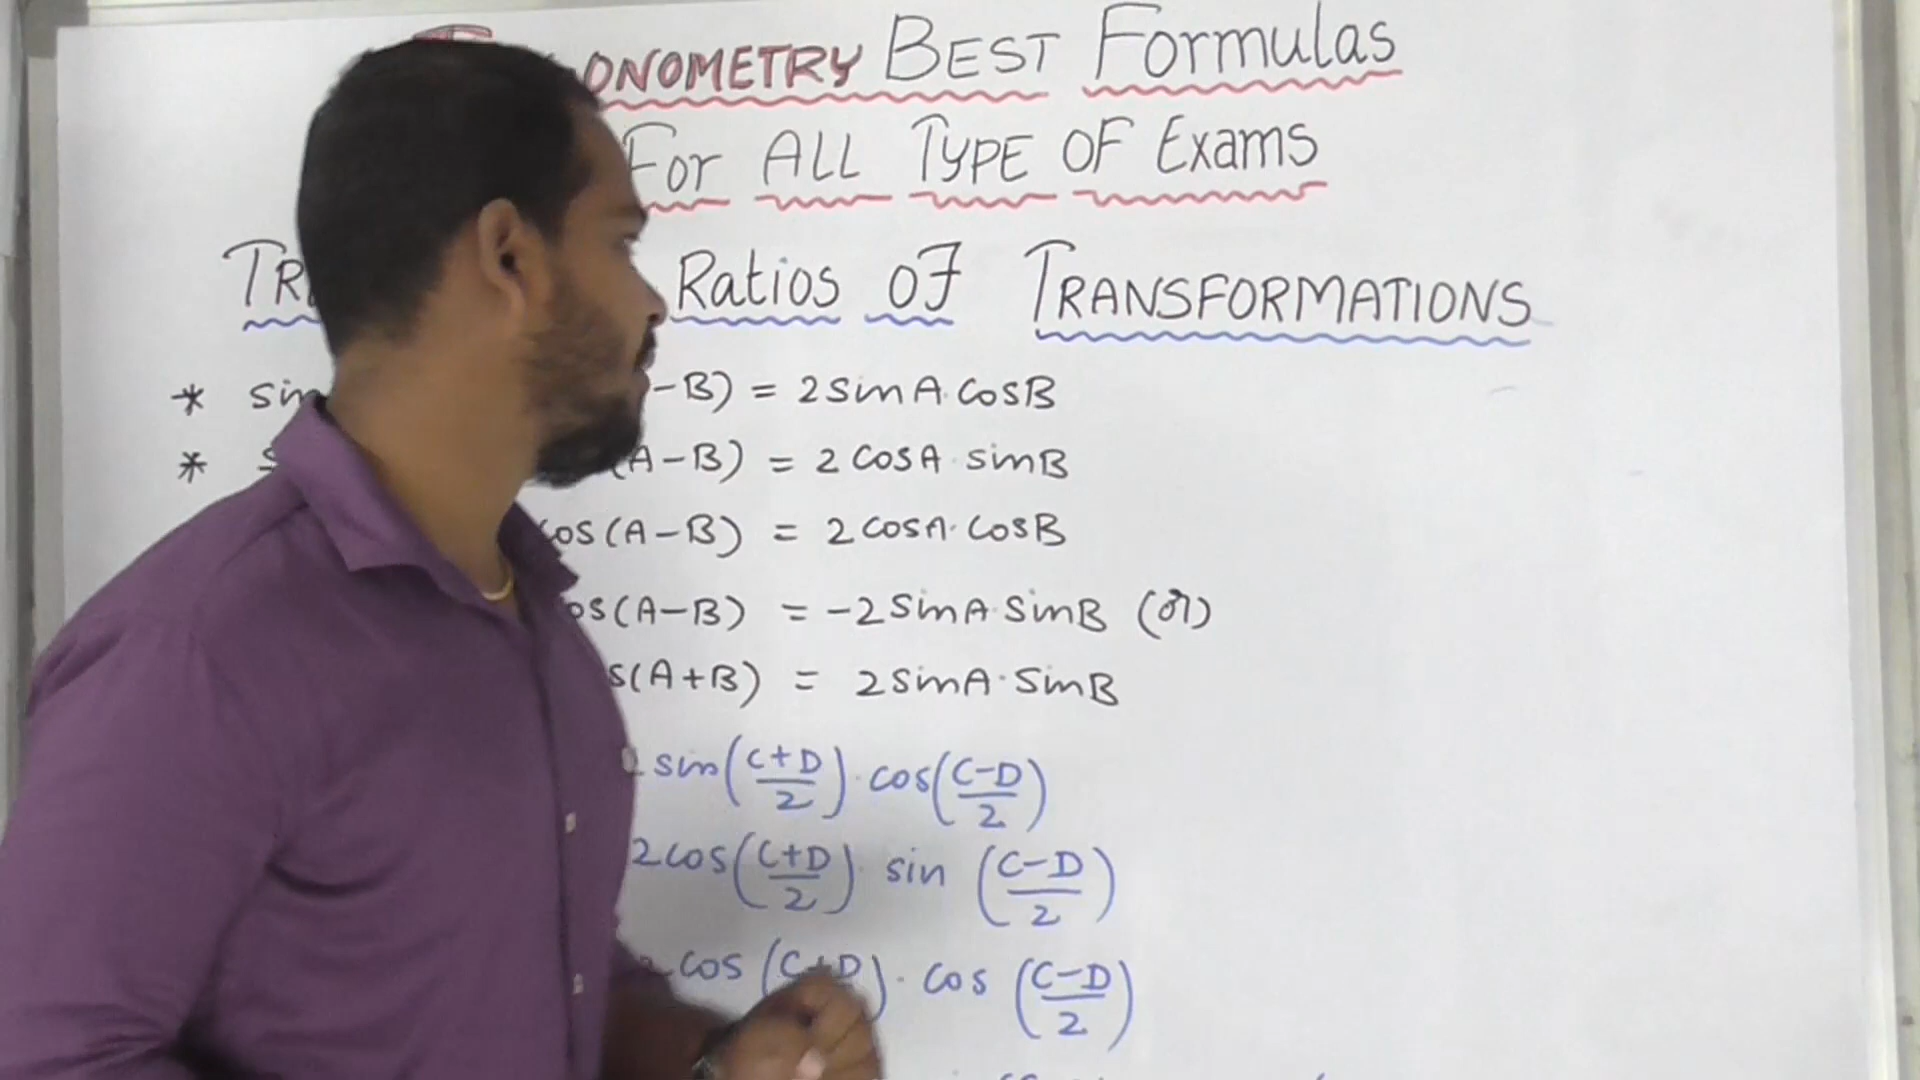 ONOMETRY BEST Formulas
For ALL TYPE OF Exams
Ratios of TRANSFORMATIONS
* sin -B) = 2 sinA. cosB
* (A-B) = 2 cosA. sinB
cos(A-B) = 2 cosA. cosB
os(A-B) = -2 sinA. sinB (or)
s(A+B) = 2 sinA. sinB
2 sin(C+D/2). cos(C-D/2)
2 cos(C+D/2). sin (C-D/2)
cos (C+D). cos (C-D/2)